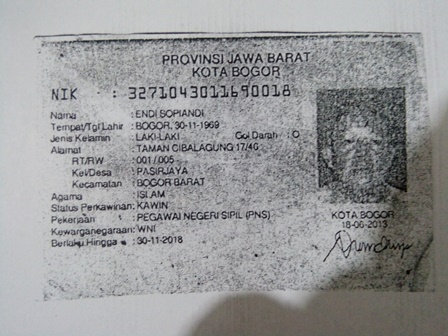 PROVINSI JAWA BARAT
KOTA BOGOR
NIK : 3271043011690018
Nama : ENDI SOPIANDI
Tempat/Tgl Lahir : BOGOR, 30-11-1969
Jenis Kelamin : LAKI-LAKI Gol Darah : O
Alamat : TAMAN CIBALAGUNG 17/4G
RT/RW : 001 / 005
Kel/Desa : PASIRJAYA
Kecamatan : BOGOR BARAT
Agama : ISLAM
Status Perkawinan: KAWIN
Pekerjaan : PEGAWAI NEGERI SIPIL (PNS)
Kewarganegaraan: WNI
Berlaku Hingga : 30-11-2018
KOTA BOGOR
18-06-2013